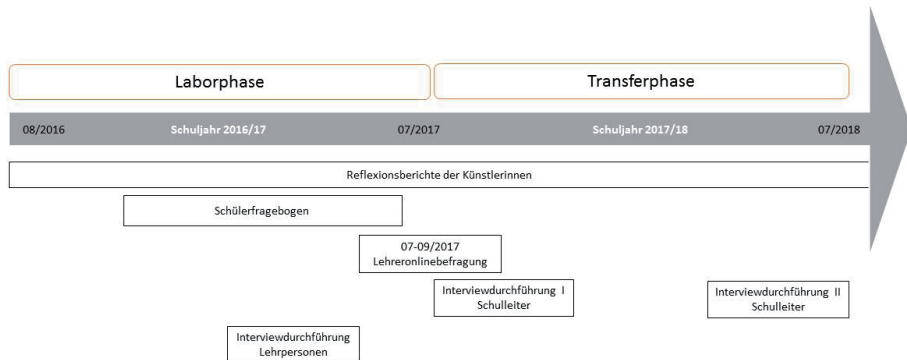 Laborphase
Transferphase
08/2016
Schuljahr 2016/17
07/2017
Schuljahr 2017/18
07/2018
Reflexionsberichte der Künstlerinnen
Schülerfragebogen
07-09/2017
Lehreronlinebefragung
Interviewdurchführung I
Schulleiter
Interviewdurchführung II
Schulleiter
Interviewdurchführung
Lehrpersonen